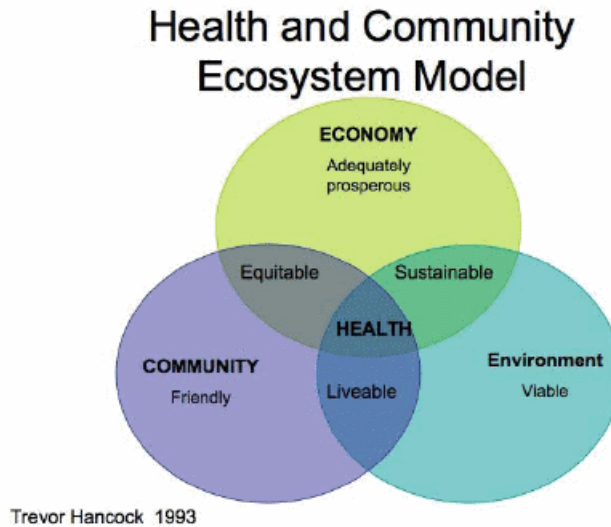 Health and Community
Ecosystem Model
ECONOMY
Adequately
prosperous
Equitable
Sustainable
HEALTH
COMMUNITY
Friendly
Liveable
Environment
Viable
Trevor Hancock 1993